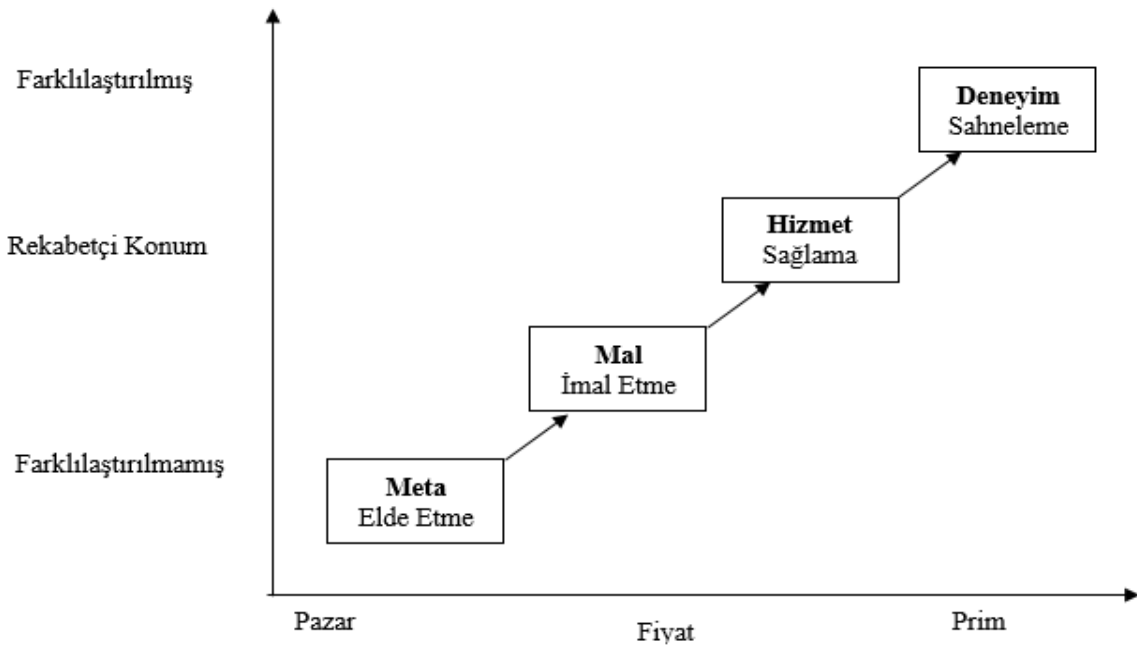 Farklılaştırılmış
Deneyim
Sahneleme
Rekabetçi Konum
Hizmet
Sağlama
Mal
İmal Etme
Farklılaştırılmamış
Meta
Elde Etme
Pazar
Fiyat
Prim